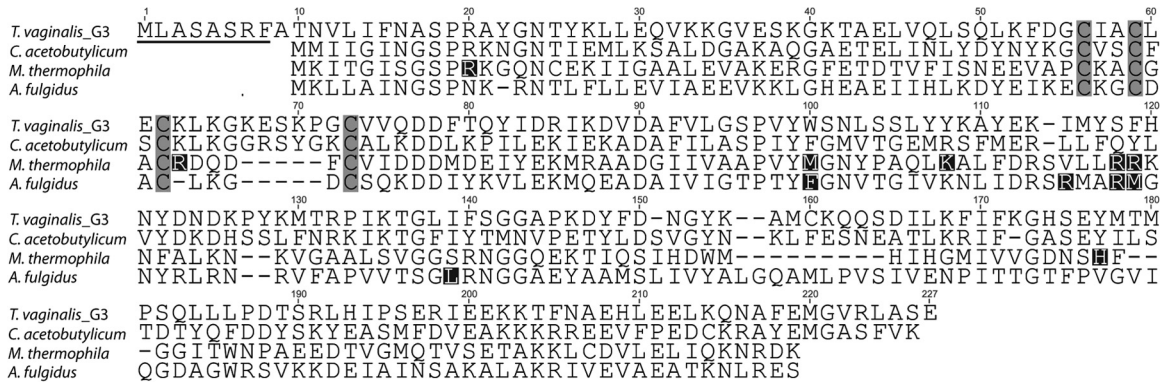 1 10 20 30 40 50 60
T. vaginalis_G3 MLASASRFATNVLIFNASPRAYGNTYKLLEQVKKGVESKGKTAELVQLSQLKFDGCIACL
C. acetobutylicum MMIIGINGSPRKNGNTIEMLKSALDGAKAQGAETELINLYDYNYKGCVSCF
M. thermophila MKITGISGSPRKGQNCEKIIGAALEVAKERGFETDTVFISNEEVAPCKACG
A. fulgidus MKLLAINGSPNK-RNTLFLLEVIAEEVKKLGHEAEIIHLKDYEIKECKGCD
70 80 90 100 110 120
T. vaginalis_G3 ECKLKGKESKPGCVVQDDFTQYIDRIKDVDAFVLGSPVYWSNLSSLYYKAYEK-IMYSFH
C. acetobutylicum SCKLKGGRSYGKCALKDDLKPILEKIEKADAFILASPIYFGMVTGEMRSFMER-LLFQYL
M. thermophila ACRDQD-----FCVIDDDMDEIYEKMRAADGIIVAAPVYMGNYPAQLKALFDRSVLLRRK
A. fulgidus AC-LKG-----DCSQKDDIYKVLEKMQEADAIVIGTPTYFGNVTGIVKNLIDRSRMARMG
130 140 150 160 170 180
T. vaginalis_G3 NYDNDKPYKMTRPIKTGLIFSGGAPKDYFD-NGYK--AMCKQQSDILKFIFKGHSEYMTM
C. acetobutylicum VYDKDHSSLFNRKIKTGFIYTMNVPETYLDSVGYN--KLFESNEATLKRIF-GASEYILS
M. thermophila NFALKN--KVGAALSVGGSRNGGQEKTIQSIHDWM-------HIHGMIVVGDNSHF--
A. fulgidus NYRLRN--RVFAPVVTSGLRNGGAEYAAMSLIVYALGQAMLPVSIVENPITTGTFPVGVI
190 200 210 220 227
T. vaginalis_G3 PSQLLLPDTSRLHIPSERIEEKKTFNAEHLEELKQNAFEMGVRLASE
C. acetobutylicum TDTYQFDDYSKYEASMFDVEAKKKRREEVFPEDCKRAYEMGASFVK
M. thermophila -GGITWNPAEEDTVGMQTVSETAKKLCDVLELIQKNRDK
A. fulgidus QGDAGWRSVKKDEIAINSAKALAKRIVEVAEATKNLRES